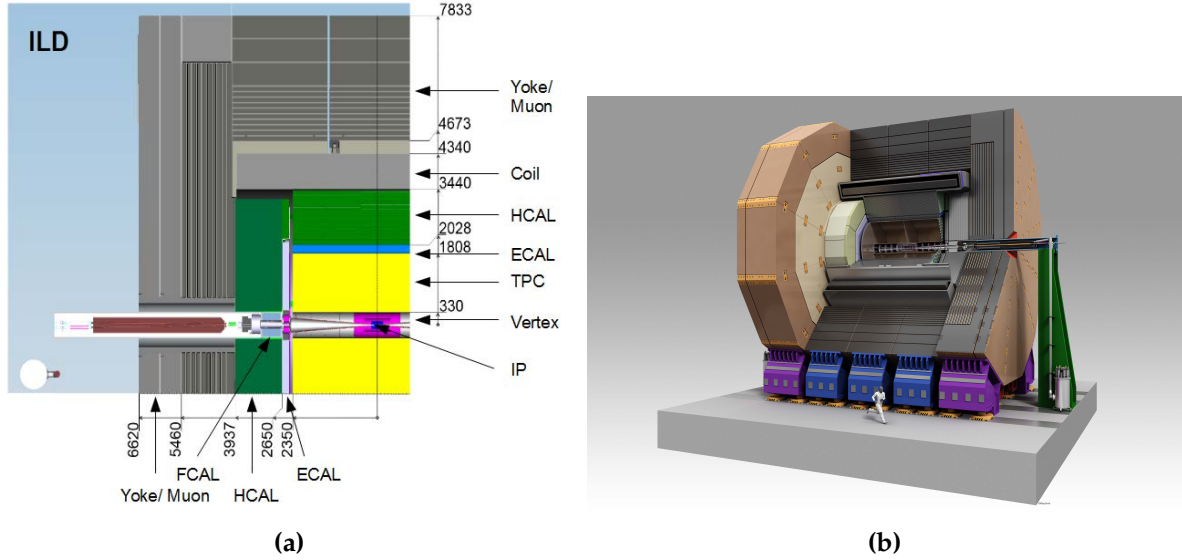 ILD
7833
Yoke/
Muon
4673
4340
Coil
3440
HCAL
2028
1808
ECAL
TPC
330
Vertex
IP
6620
5460
3937
2650
2350
FCAL
ECAL
Yoke/ Muon
HCAL
(a)
(b)